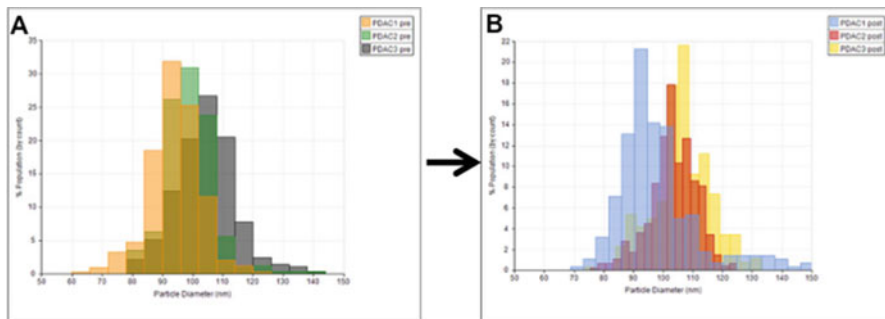 A
PDAC1 pre
PDAC2 pre
PDAC3 pre
% Population (by count)
35
30
25
20
15
10
5
0
50 60 70 80 90 100 110 120 130 140 150
Particle Diameter (nm)
B
PDAC1 post
PDAC2 post
PDAC3 post
% Population (by count)
22
20
18
16
14
12
10
8
6
4
2
0
50 60 70 80 90 100 110 120 130 140 150
Particle Diameter (nm)